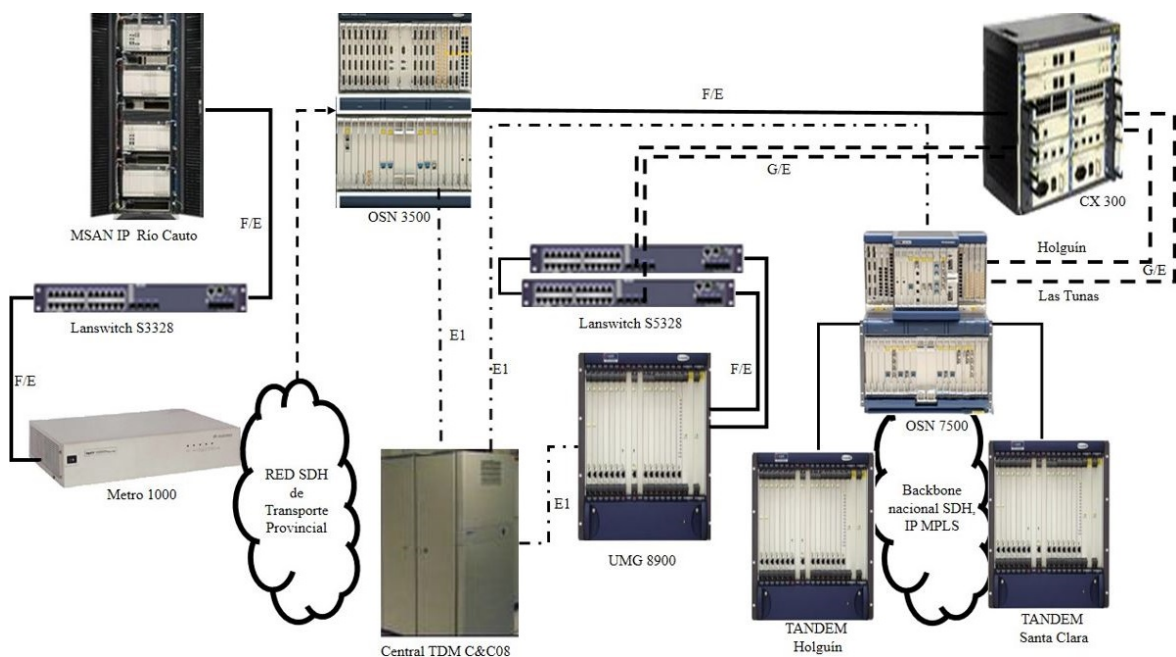 MSAN IP Río Cauto
F/E
OSN 3500
F/E
G/E
CX 300
Lanswitch S3328
F/E
Metro 1000
RED SDH
de
Transporte
Provincial
E1
E1
Central TDM C&C08
Lanswitch S5328
F/E
E1
UMG 8900
Holguín
G/E
Las Tunas
OSN 7500
Backbone
nacional SDH,
IP MPLS
TANDEM
Holguín
TANDEM
Santa Clara